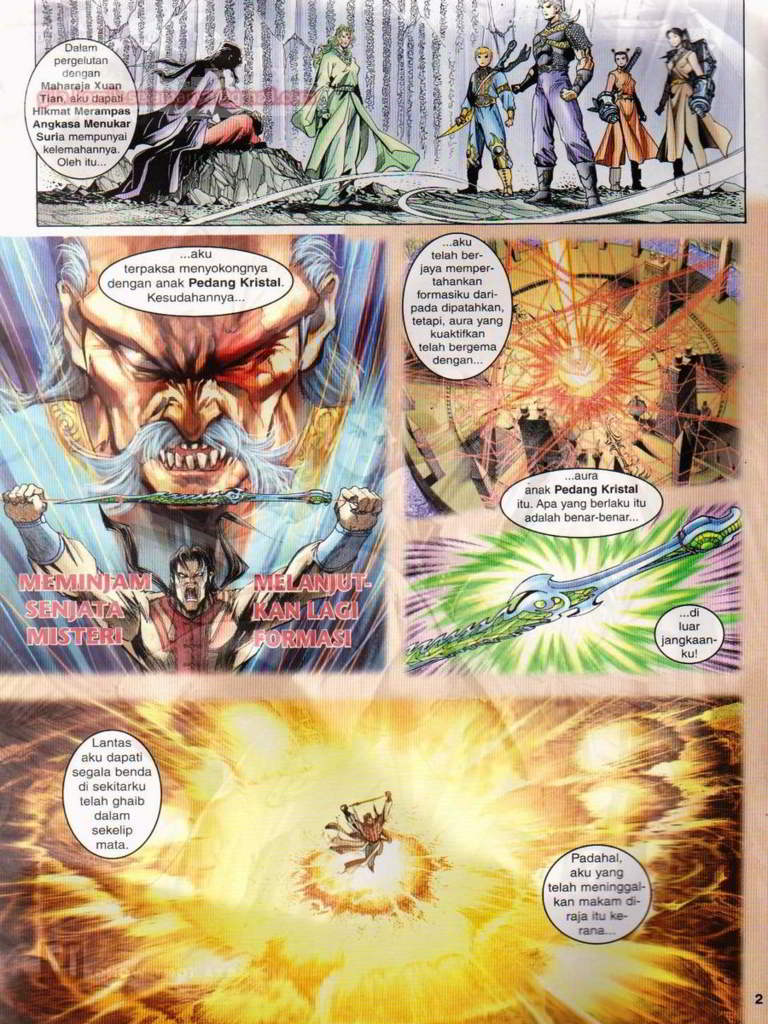 Dalam
pergelutan
dengan
Maharaja Xuan
Tian, aku dapati
Hikmat Merampas
Angkasa Menukar
Suria mempunyai
kelemahannya.
Oleh itu...
...aku
terpaksa menyokongnya
dengan anak Pedang Kristal.
Kesudahannya...
...aku
telah ber-
jaya memper-
tahankan
formasiku dari-
pada dipatahkan,
tetapi, aura yang
kuaktifkan
telah bergema
dengan...
...aura
anak Pedang Kristal
itu. Apa yang berlaku itu
adalah benar-benar...
MEMINJAM
SENJATA
MISTERI
MELANJUT-
KAN LAGI
FORMASI
...di
luar
jangkaan-
ku!
Lantas
aku dapati
segala benda
di sekitarku
telah ghaib
dalam
sekelip
mata.
Padahal,
aku yang
telah meninggal-
kan makam di-
raja itu ke-
rana...
2